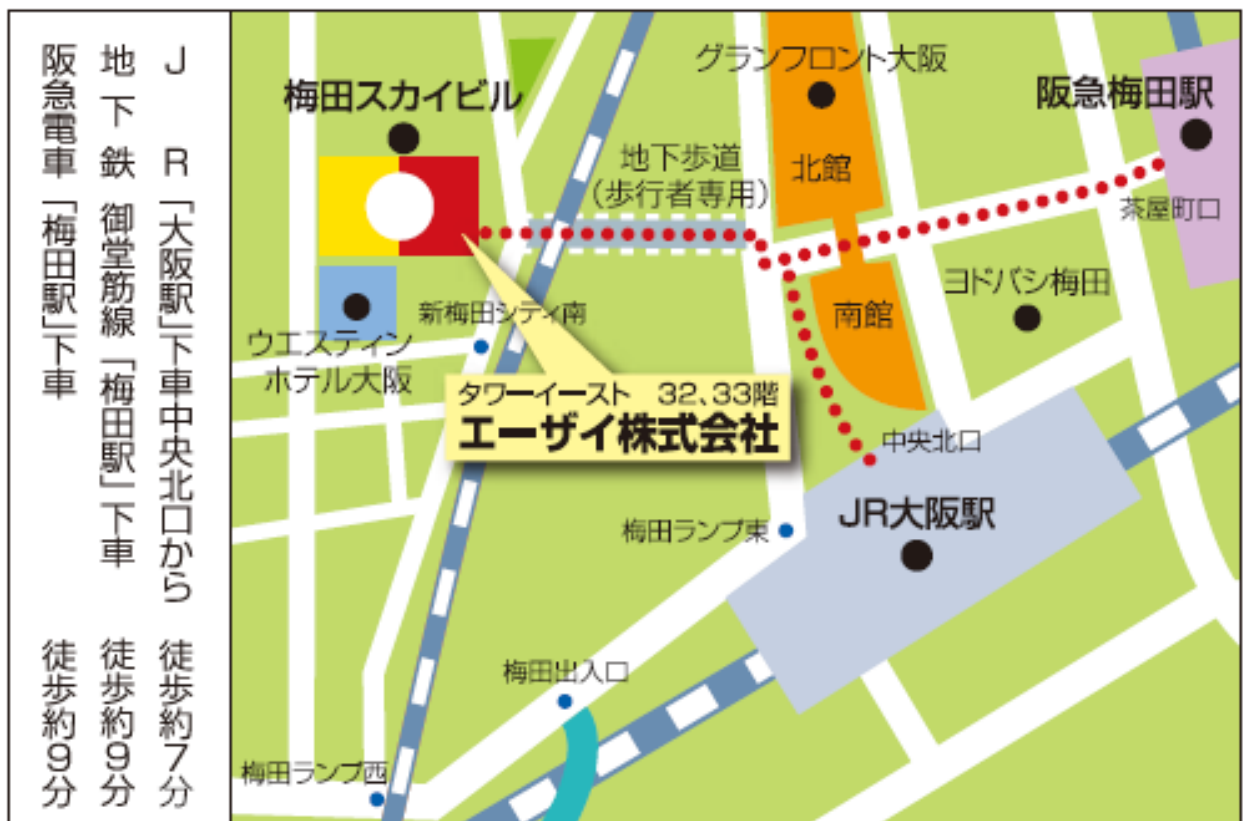 J R「大阪駅」下車中央北口から 徒歩約7分
地下鉄 御堂筋線「梅田駅」下車 徒歩約9分
阪急電車「梅田駅」下車 徒歩約9分
グランフロント大阪
梅田スカイビル
阪急梅田駅
地下歩道
(歩行者専用)
北館
茶屋町口
ヨドバシ梅田
新梅田シティ南
南館
ウエスティン
ホテル大阪
タワーイースト 32、33階
エーザイ株式会社
中央北口
JR大阪駅
梅田ランプ東
梅田出入口
梅田ランプ西